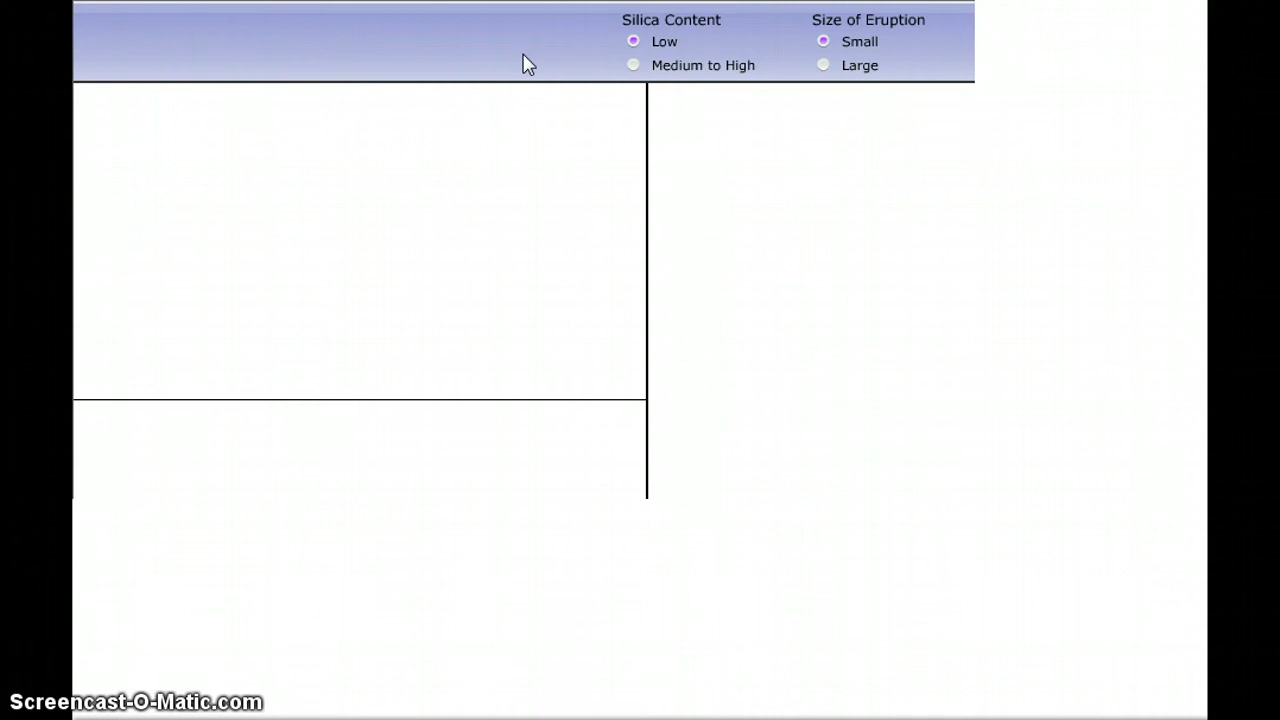 Silica Content
Size of Eruption
Low
Small
Medium to High
Large
Screencast-O-Matic.com